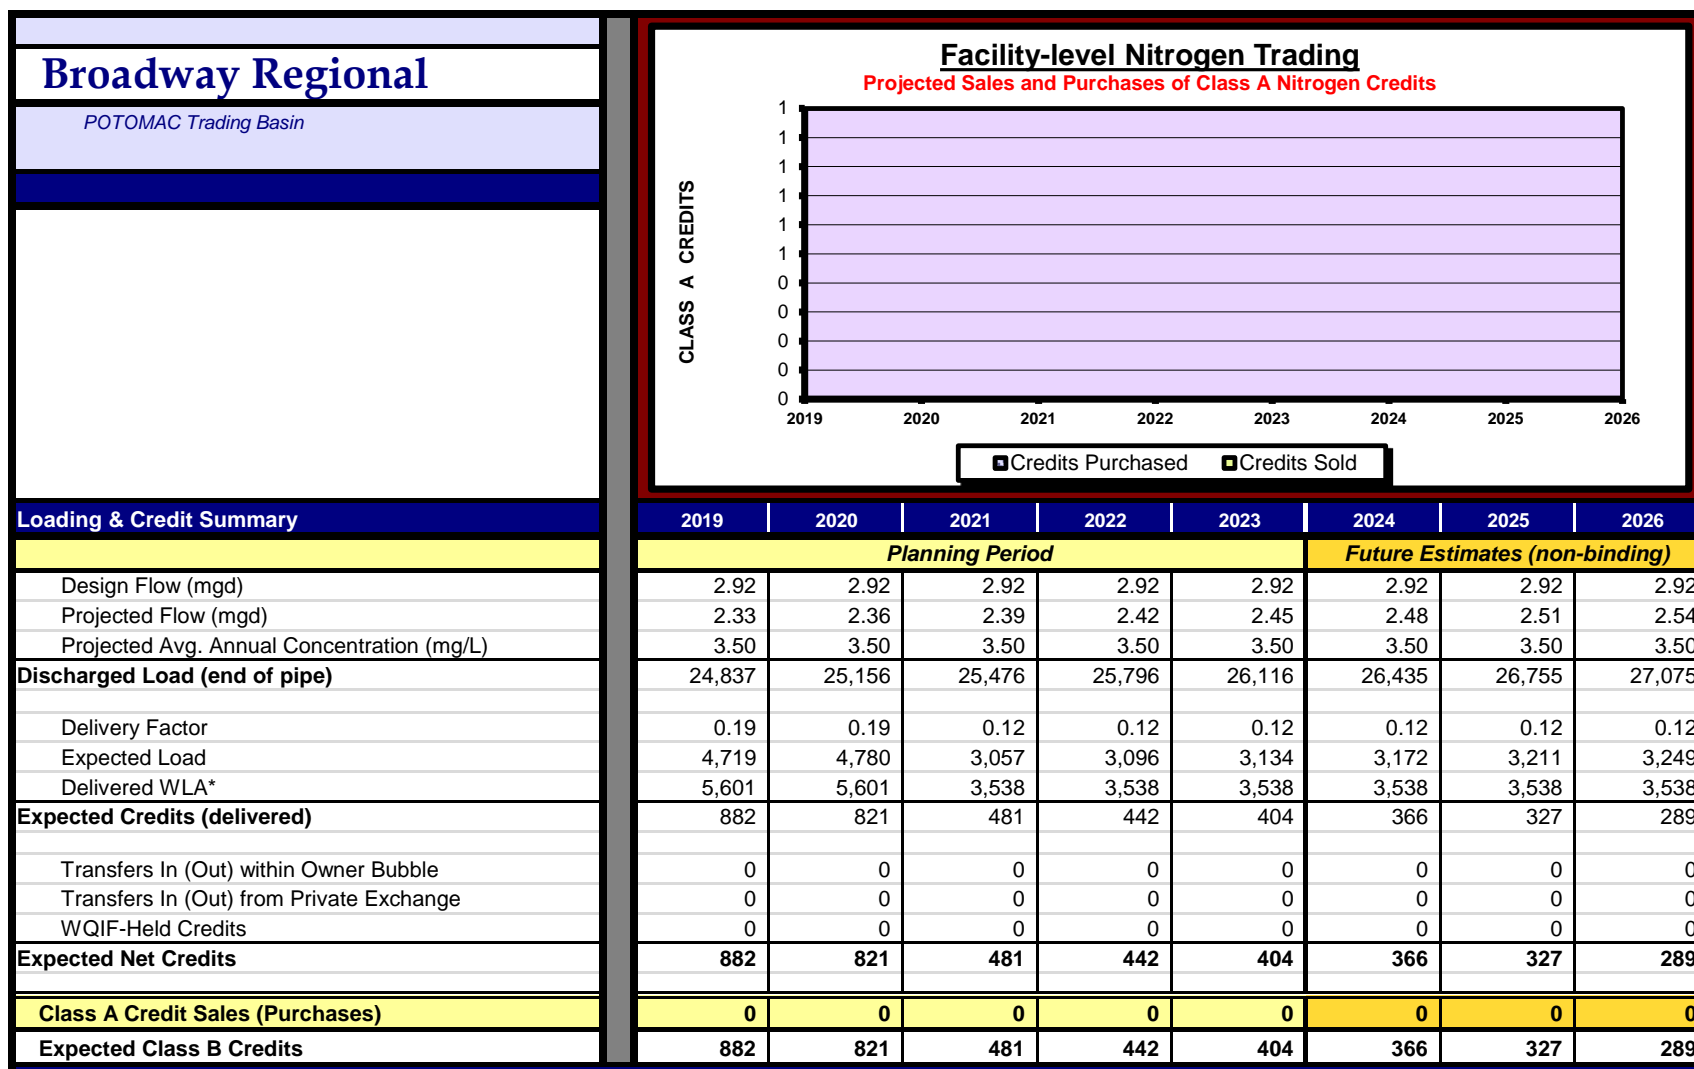 Broadway Regional
POTOMAC Trading Basin
Facility-level Nitrogen Trading
Projected Sales and Purchases of Class A Nitrogen Credits
CLASS A CREDITS
1
1
1
1
1
1
0
0
0
0
0
2019 2020 2021 2022 2023 2024 2025 2026
Credits Purchased Credits Sold
Loading & Credit Summary 2019 2020 2021 2022 2023 2024 2025 2026
Planning Period Future Estimates (non-binding)
Design Flow (mgd) 2.92 2.92 2.92 2.92 2.92 2.92 2.92 2.92
Projected Flow (mgd) 2.33 2.36 2.39 2.42 2.45 2.48 2.51 2.54
Projected Avg. Annual Concentration (mg/L) 3.50 3.50 3.50 3.50 3.50 3.50 3.50 3.50
Discharged Load (end of pipe) 24,837 25,156 25,476 25,796 26,116 26,435 26,755 27,075
Delivery Factor 0.19 0.19 0.12 0.12 0.12 0.12 0.12 0.12
Expected Load 4,719 4,780 3,057 3,096 3,134 3,172 3,211 3,249
Delivered WLA* 5,601 5,601 3,538 3,538 3,538 3,538 3,538 3,538
Expected Credits (delivered) 882 821 481 442 404 366 327 289
Transfers In (Out) within Owner Bubble 0 0 0 0 0 0 0 0
Transfers In (Out) from Private Exchange 0 0 0 0 0 0 0 0
WQIF-Held Credits 0 0 0 0 0 0 0 0
Expected Net Credits 882 821 481 442 404 366 327 289
Class A Credit Sales (Purchases) 0 0 0 0 0 0 0 0
Expected Class B Credits 882 821 481 442 404 366 327 289